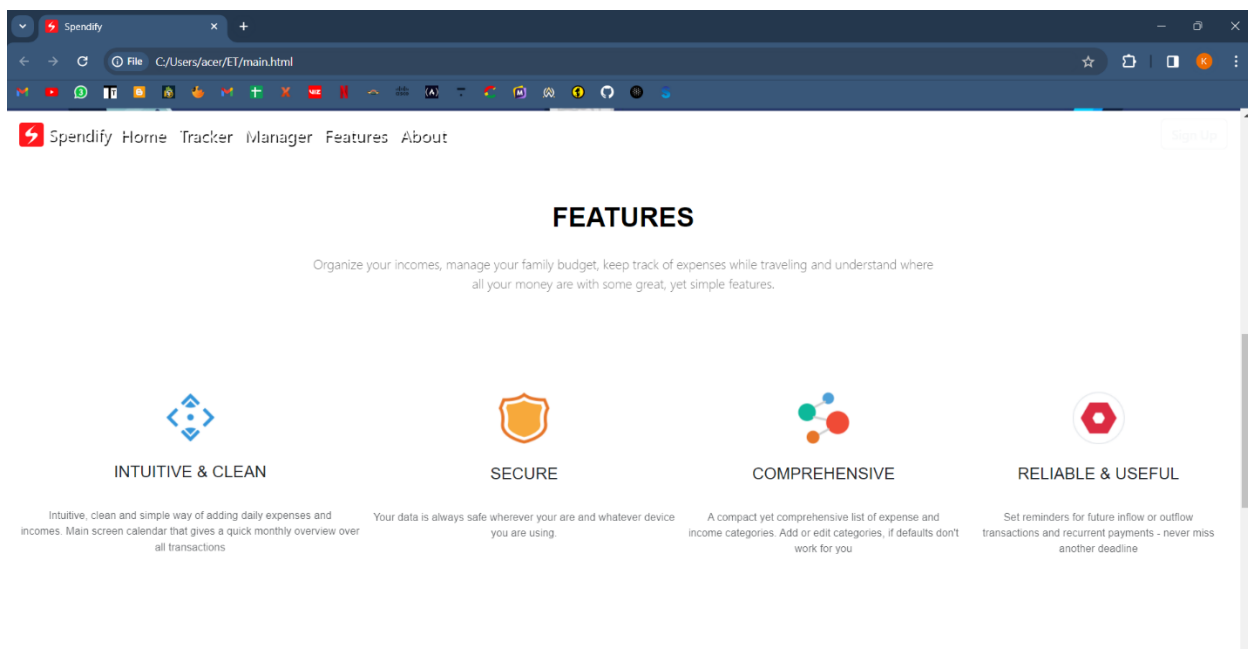 Spendify
File C:/Users/acer/ET/main.html
K
Spendify Home Tracker Manager Features About Sign Up
FEATURES
Organize your incomes, manage your family budget, keep track of expenses while traveling and understand where
all your money are with some great, yet simple features.
INTUITIVE & CLEAN
Intuitive, clean and simple way of adding daily expenses and
incomes. Main screen calendar that gives a quick monthly overview over
all transactions
SECURE
Your data is always safe wherever your are and whatever device
you are using.
COMPREHENSIVE
A compact yet comprehensive list of expense and
income categories. Add or edit categories, if defaults don't
work for you
RELIABLE & USEFUL
Set reminders for future inflow or outflow
transactions and recurrent payments - never miss
another deadline